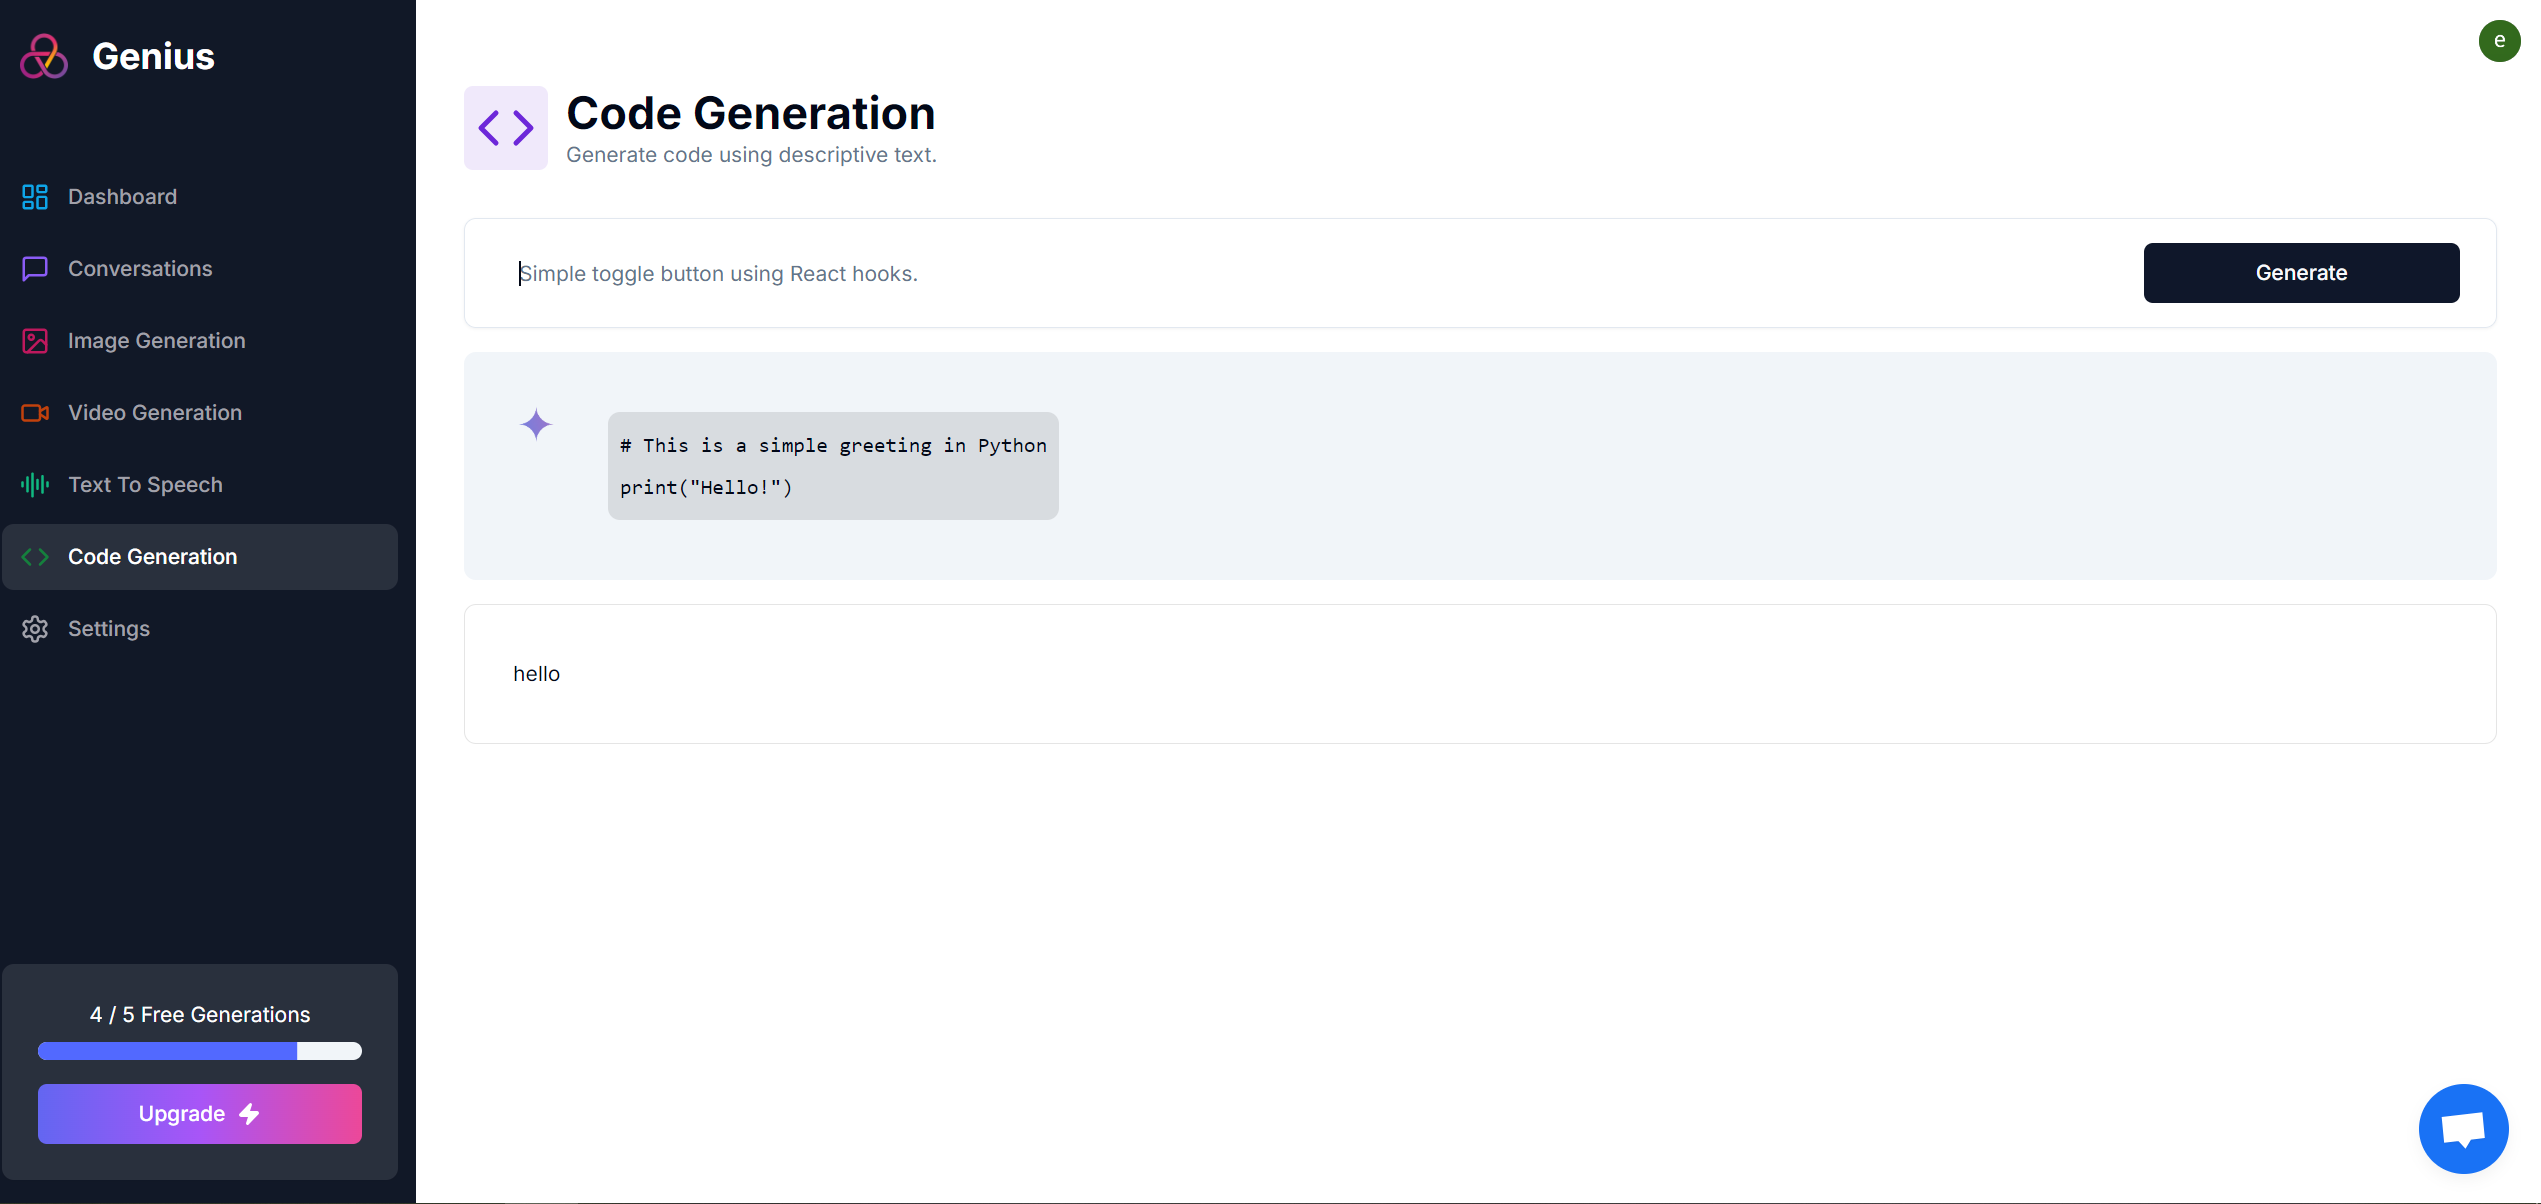 Genius
Dashboard
Conversations
Image Generation
Video Generation
Text To Speech
Code Generation
Settings
4 / 5 Free Generations
Upgrade
e
Code Generation
Generate code using descriptive text.
Simple toggle button using React hooks.
Generate
# This is a simple greeting in Python
print("Hello!")
hello